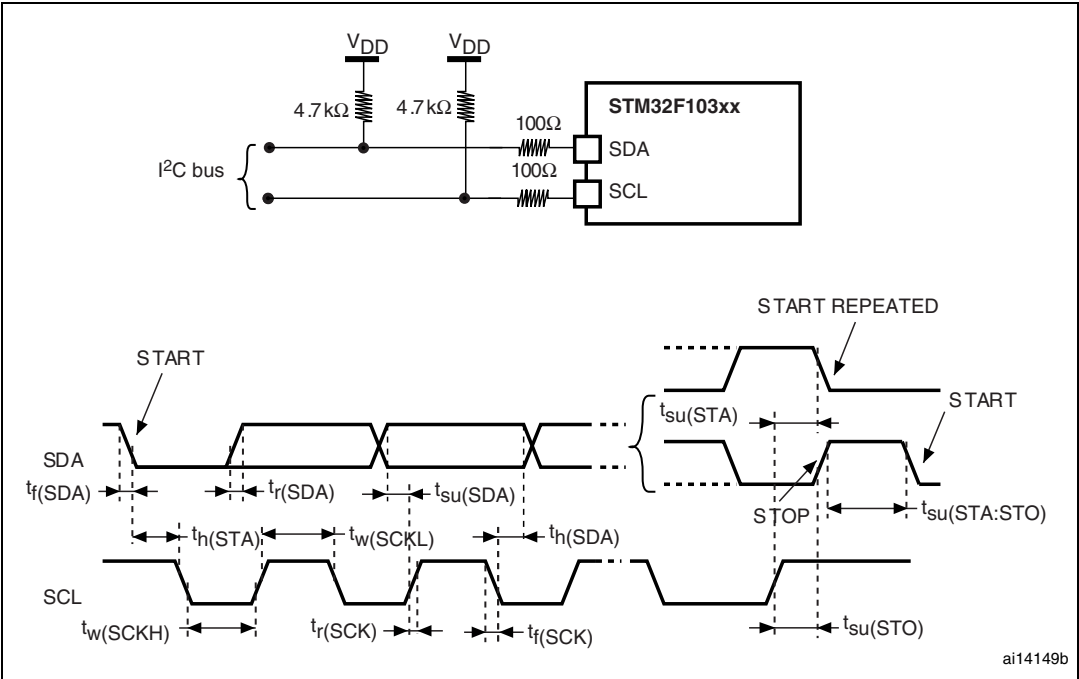 VDD
VDD
4.7kΩ
4.7kΩ
STM32F103xx
100Ω
SDA
I²C bus
100Ω
SCL
START REPEATED
START
tsu(STA)
START
SDA
tf(SDA)
tr(SDA)
tsu(SDA)
STOP
tsu(STA:STO)
th(STA)
tw(SCKL)
th(SDA)
SCL
tw(SCKH)
tr(SCK)
tf(SCK)
tsu(STO)
ai14149b